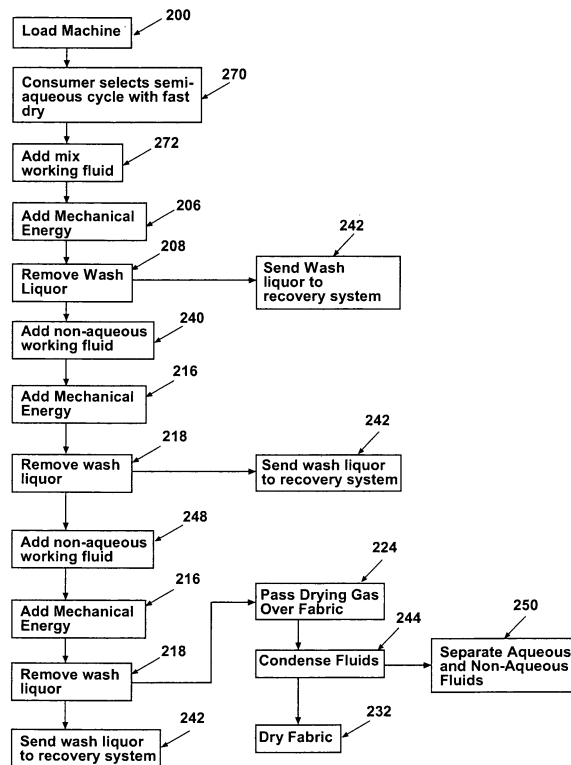 200
Load Machine
270
Consumer selects semi-
aqueous cycle with fast
dry
272
Add mix
working fluid
206
Add Mechanical
Energy
208
Remove Wash
Liquor
242
Send Wash
liquor to
recovery system
240
Add non-aqueous
working fluid
216
Add Mechanical
Energy
218
Remove wash
liquor
242
Send wash liquor
to recovery system
248
Add non-aqueous
working fluid
216
Add Mechanical
Energy
218
Remove wash
liquor
242
Send wash liquor
to recovery system
224
Pass Drying Gas
Over Fabric
244
Condense Fluids
250
Separate Aqueous
and Non-Aqueous
Fluids
232
Dry Fabric